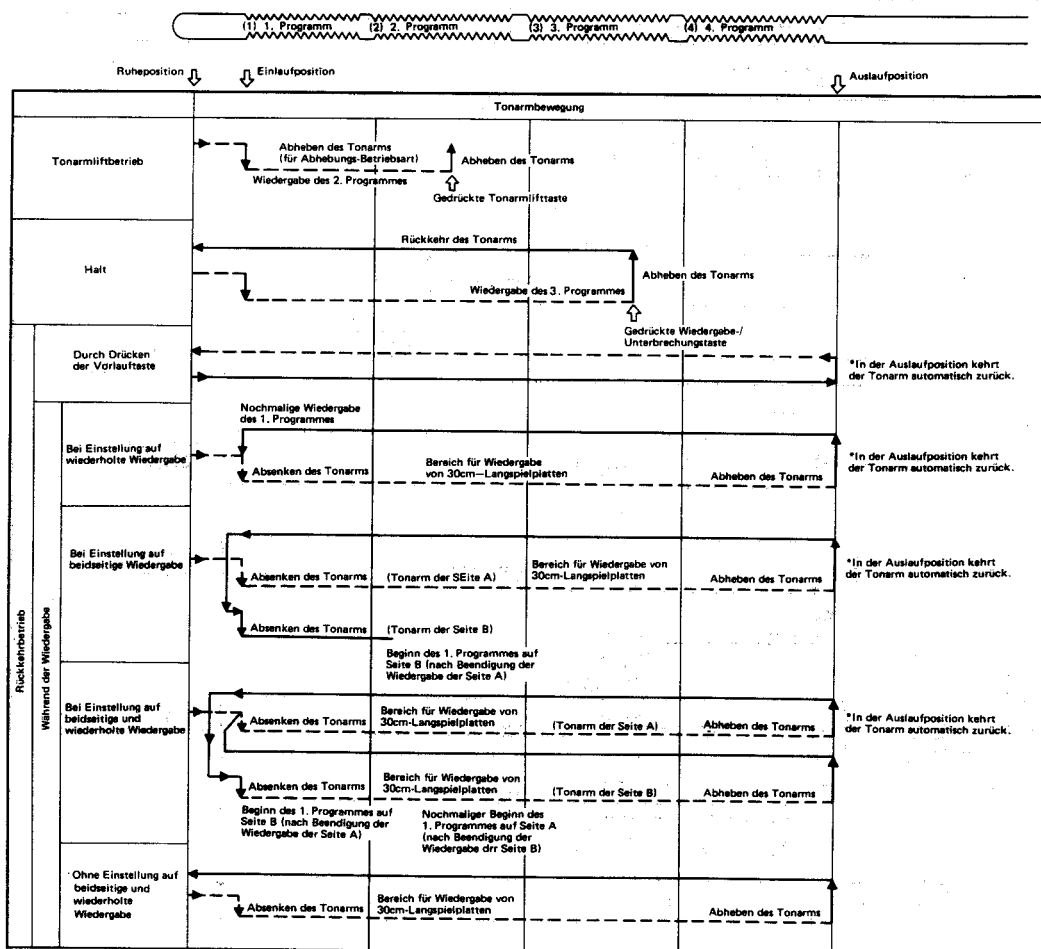 (1) 1. Programm (2) 2. Programm (3) 3. Programm (4) 4. Programm
Ruheposition Einlaufposition Auslaufposition
Tonarmbewegung
Tonarmliftbetrieb
Abheben des Tonarms
(für Abhebungs-Betriebsart)
Abheben des Tonarms
Wiedergabe des 2. Programmes
Gedrückte Tonarmlifttaste
Halt
Rückkehr des Tonarms
Abheben des Tonarms
Wiedergabe des 3. Programmes
Gedrückte Wiedergabe-/
Unterbrechungstaste
Rückkehrbetrieb
Durch Drücken
der Vorlauftaste
*In der Auslaufposition kehrt
der Tonarm automatisch zurück.
Während der Wiedergabe
Bei Einstellung auf
wiederholte Wiedergabe
Nochmalige Wiedergabe
des 1. Programmes
Absenken des Tonarms
Bereich für Wiedergabe
von 30cm—Langspielplatten
Abheben des Tonarms
*In der Auslaufposition kehrt
der Tonarm automatisch zurück.
Bei Einstellung auf
beidseitige Wiedergabe
Absenken des Tonarms
(Tonarm der SEite A)
Bereich für Wiedergabe von
30cm-Langspielplatten
Abheben des Tonarms
*In der Auslaufposition kehrt
der Tonarm automatisch zurück.
Absenken des Tonarms
(Tonarm der Seite B)
Beginn des 1. Programmes auf
Seite B (nach Beendigung der
Wiedergabe der Seite A)
Bei Einstellung auf
beidseitige und
wiederholte Wiedergabe
Absenken des Tonarms
Bereich für Wiedergabe von
30cm-Langspielplatten
(Tonarm der Seite A)
Abheben des Tonarms
*In der Auslaufposition kehrt
der Tonarm automatisch zurück.
Absenken des Tonarms
Bereich für Wiedergabe von
30cm-Langspielplatten
(Tonarm der Seite B)
Abheben des Tonarms
Beginn des 1. Programmes auf
Seite B (nach Beendigung der
Wiedergabe der Seite A)
Nochmaliger Beginn des
1. Programmes auf Seite A
(nach Beendigung der
Wiedergabe drr Seite B)
Ohne Einstellung auf
beidseitige und
wiederholte
Wiedergabe
Absenken des Tonarms
Bereich für Wiedergabe von
30cm-Langspielplatten
Abheben des Tonarms